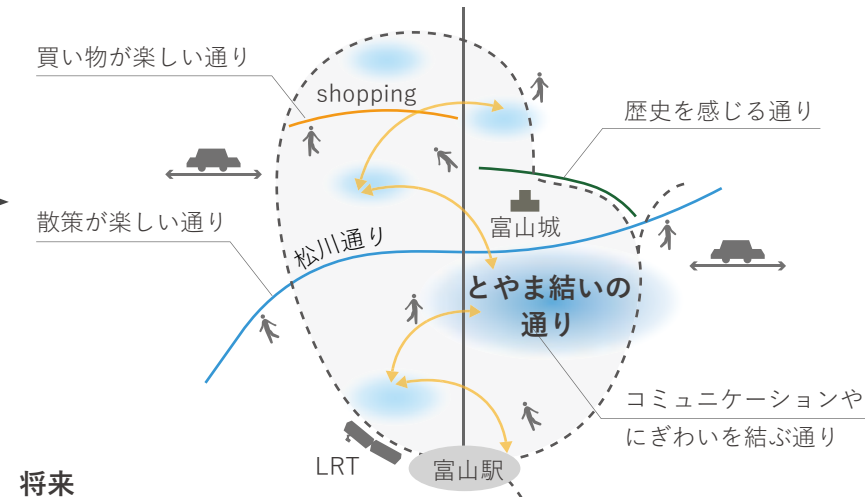 買い物が楽しい通り
shopping
歴史を感じる通り
散策が楽しい通り
松川通り
富山城
とやま結いの
通り
コミュニケーションや
にぎわいを結ぶ通り
LRT
富山駅
将来